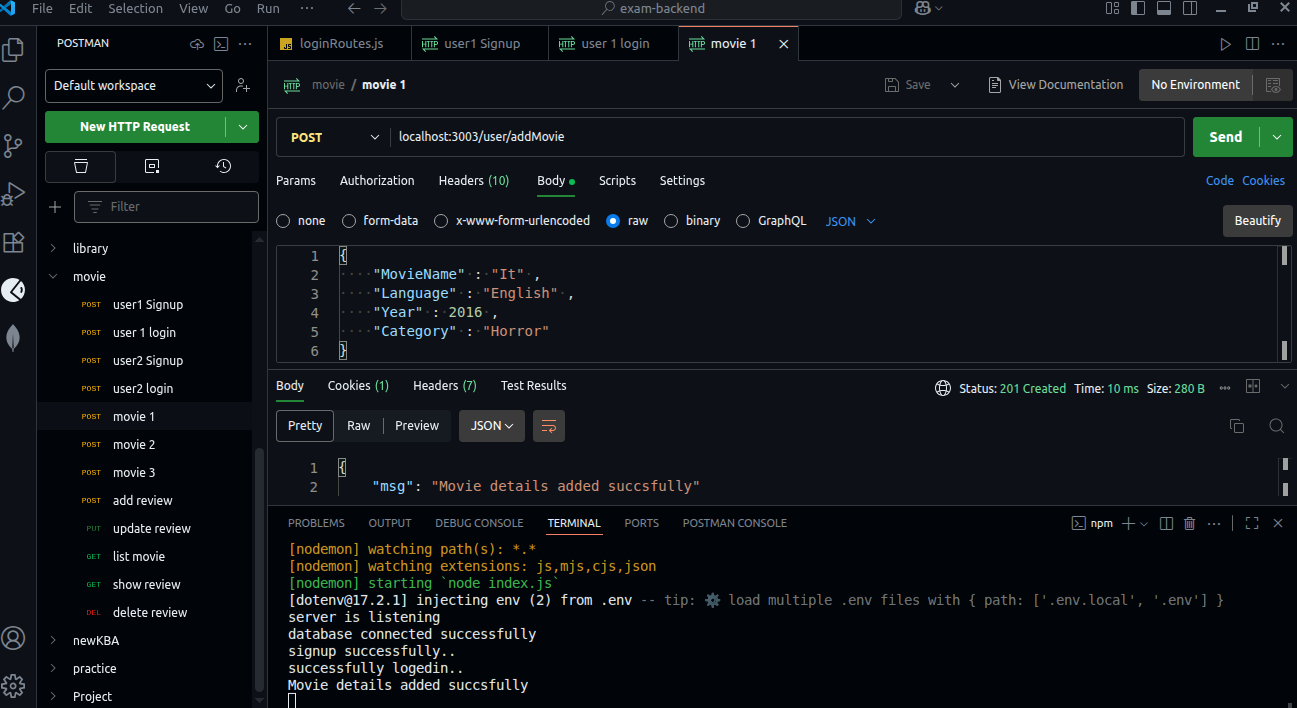 File Edit Selection View Go Run ··· exam-backend
POSTMAN
Default workspace
New HTTP Request
Filter
library
movie
POST user1 Signup
POST user 1 login
POST user2 Signup
POST user2 login
POST movie 1
POST movie 2
POST movie 3
POST add review
PUT update review
GET list movie
GET show review
DEL delete review
newKBA
practice
Project
JS loginRoutes.js HTTP user1 Signup HTTP user 1 login HTTP movie 1
HTTP movie / movie 1 Save View Documentation No Environment
POST localhost:3003/user/addMovie Send
Params Authorization Headers (10) Body Scripts Settings Code Cookies
none form-data x-www-form-urlencoded raw binary GraphQL JSON Beautify
1 {
2 ····"MovieName" : "It" ,
3 ····"Language" : "English" ,
4 ····"Year" : 2016 ,
5 ····"Category" : "Horror"
6 }
Body Cookies (1) Headers (7) Test Results Status: 201 Created Time: 10 ms Size: 280 B
Pretty Raw Preview JSON
1 {
2 "msg": "Movie details added succsfully"
PROBLEMS OUTPUT DEBUG CONSOLE TERMINAL PORTS POSTMAN CONSOLE npm
[nodemon] watching path(s): *.*
[nodemon] watching extensions: js,mjs,cjs,json
[nodemon] starting `node index.js`
[dotenv@17.2.1] injecting env (2) from .env -- tip: ⚙️ load multiple .env files with { path: ['.env.local', '.env'] }
server is listening
database connected successfully
signup successfully..
successfully logedin..
Movie details added succsfully